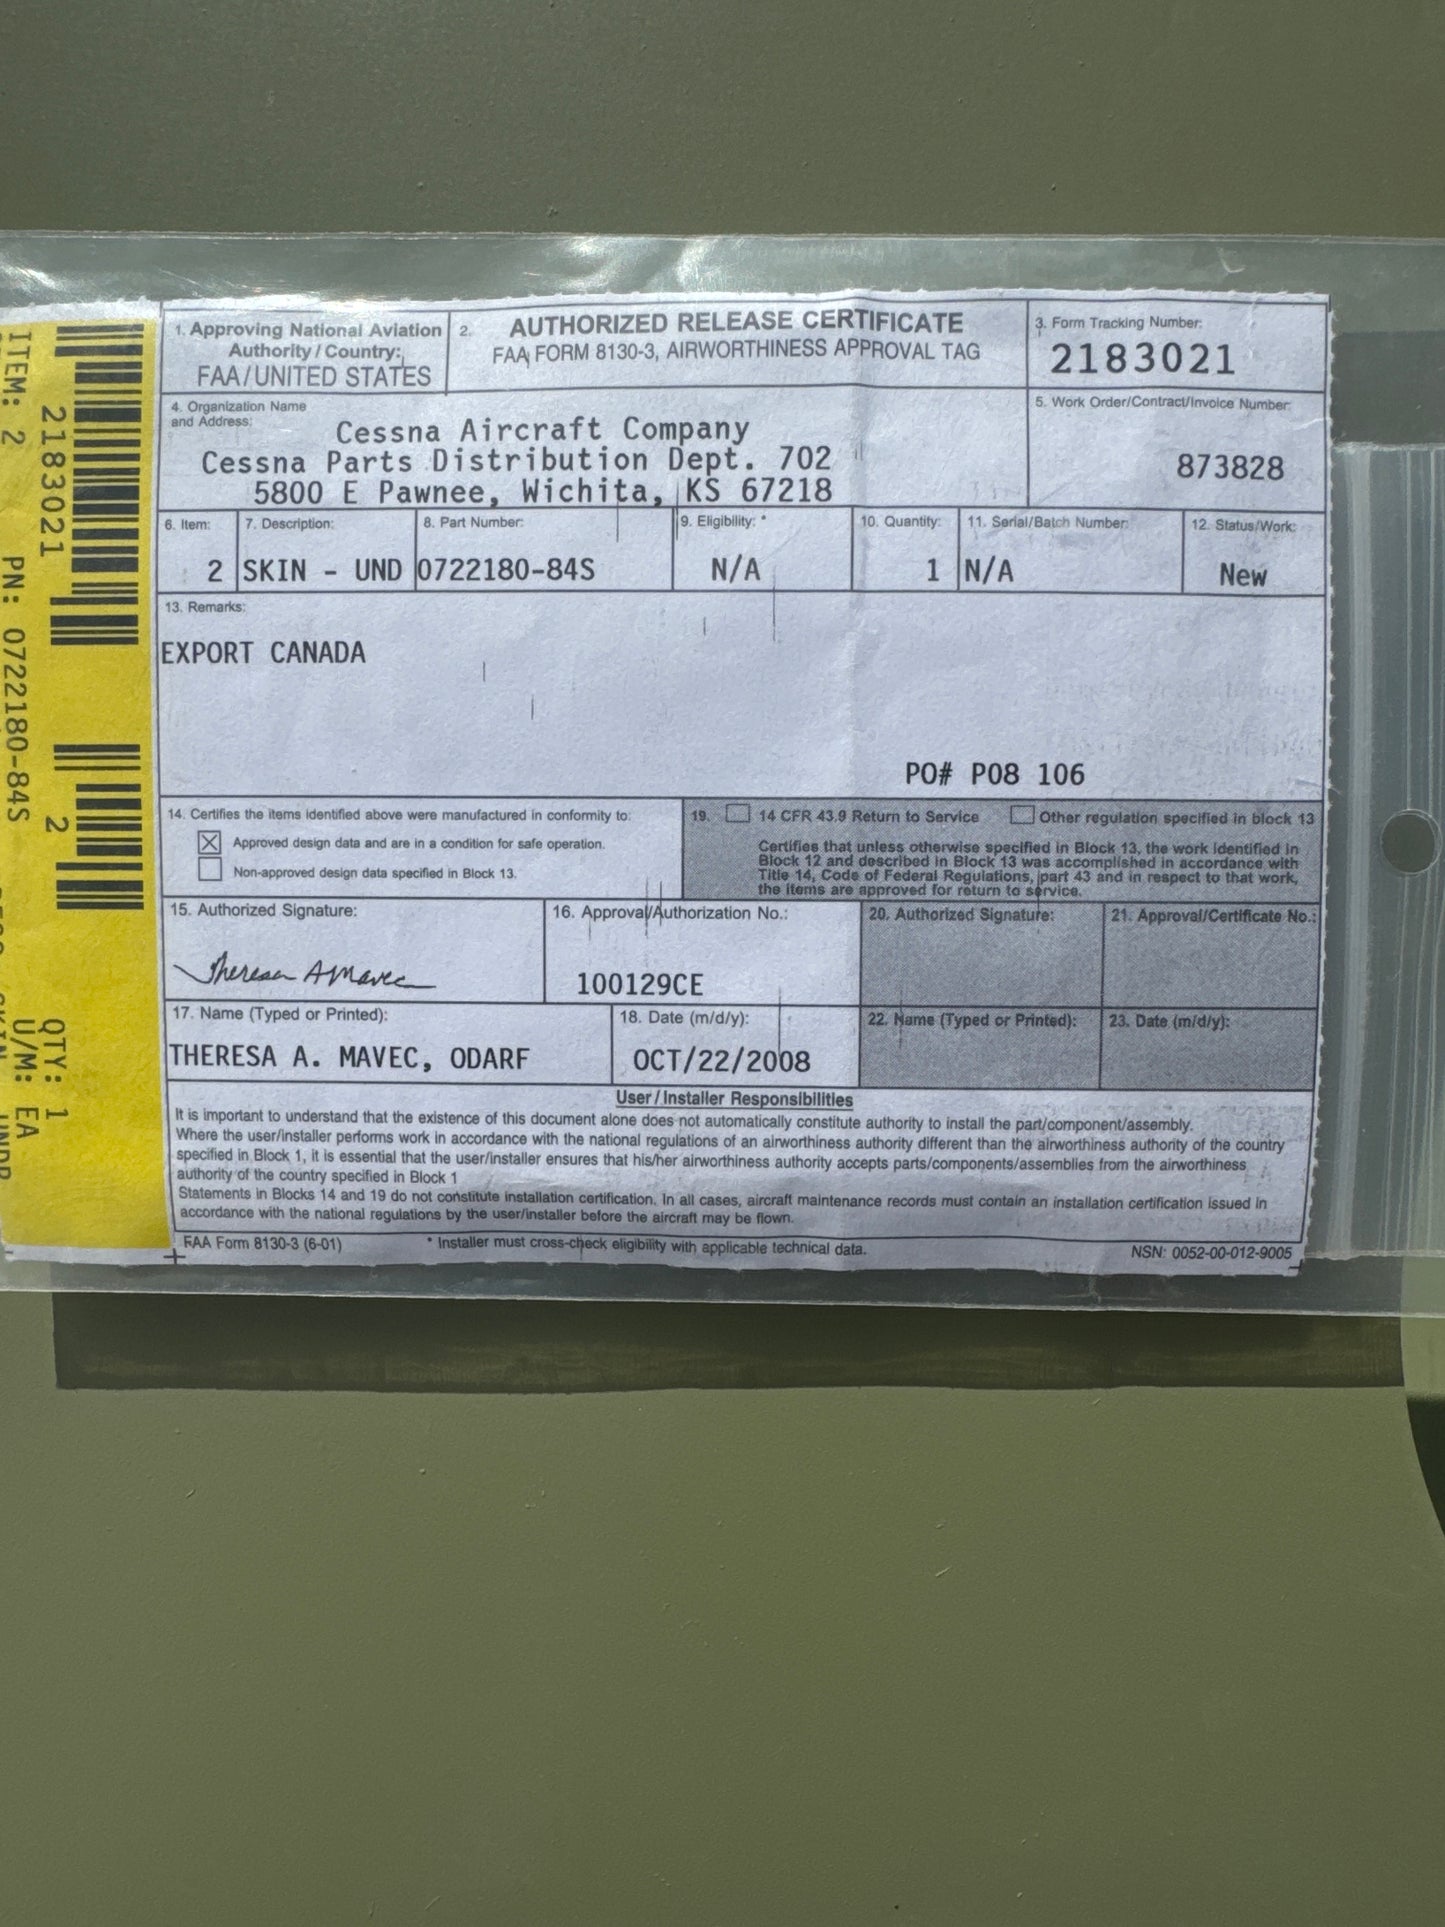 ITEM: 2 PN: 0722180-84S
2183021
2
QTY: 1
U/M: EA
1. Approving National Aviation
Authority / Country:
FAA/UNITED STATES
2. AUTHORIZED RELEASE CERTIFICATE
FAA FORM 8130-3, AIRWORTHINESS APPROVAL TAG
3. Form Tracking Number:
2183021
4. Organization Name
and Address:
Cessna Aircraft Company
Cessna Parts Distribution Dept. 702
5800 E Pawnee, Wichita, KS 67218
5. Work Order/Contract/Invoice Number:
873828
6. Item: 7. Description: 8. Part Number: 9. Eligibility: * 10. Quantity: 11. Serial/Batch Number: 12. Status/Work:
2 SKIN - UND 0722180-84S N/A 1 N/A New
13. Remarks:
EXPORT CANADA
PO# P08 106
14. Certifies the items identified above were manufactured in conformity to:
Approved design data and are in a condition for safe operation.
Non-approved design data specified in Block 13.
19. 14 CFR 43.9 Return to Service Other regulation specified in block 13
Certifies that unless otherwise specified in Block 13, the work identified in
Block 12 and described in Block 13 was accomplished in accordance with
Title 14, Code of Federal Regulations, part 43 and in respect to that work,
the items are approved for return to service.
15. Authorized Signature:
Theresa A Mavec
16. Approval/Authorization No.:
100129CE
20. Authorized Signature: 21. Approval/Certificate No.:
17. Name (Typed or Printed):
THERESA A. MAVEC, ODARF
18. Date (m/d/y):
OCT/22/2008
22. Name (Typed or Printed): 23. Date (m/d/y):
User / Installer Responsibilities
It is important to understand that the existence of this document alone does not automatically constitute authority to install the part/component/assembly.
Where the user/installer performs work in accordance with the national regulations of an airworthiness authority different than the airworthiness authority of the country
specified in Block 1, it is essential that the user/installer ensures that his/her airworthiness authority accepts parts/components/assemblies from the airworthiness
authority of the country specified in Block 1
Statements in Blocks 14 and 19 do not constitute installation certification. In all cases, aircraft maintenance records must contain an installation certification issued in
accordance with the national regulations by the user/installer before the aircraft may be flown.
FAA Form 8130-3 (6-01) * Installer must cross-check eligibility with applicable technical data. NSN: 0052-00-012-9005